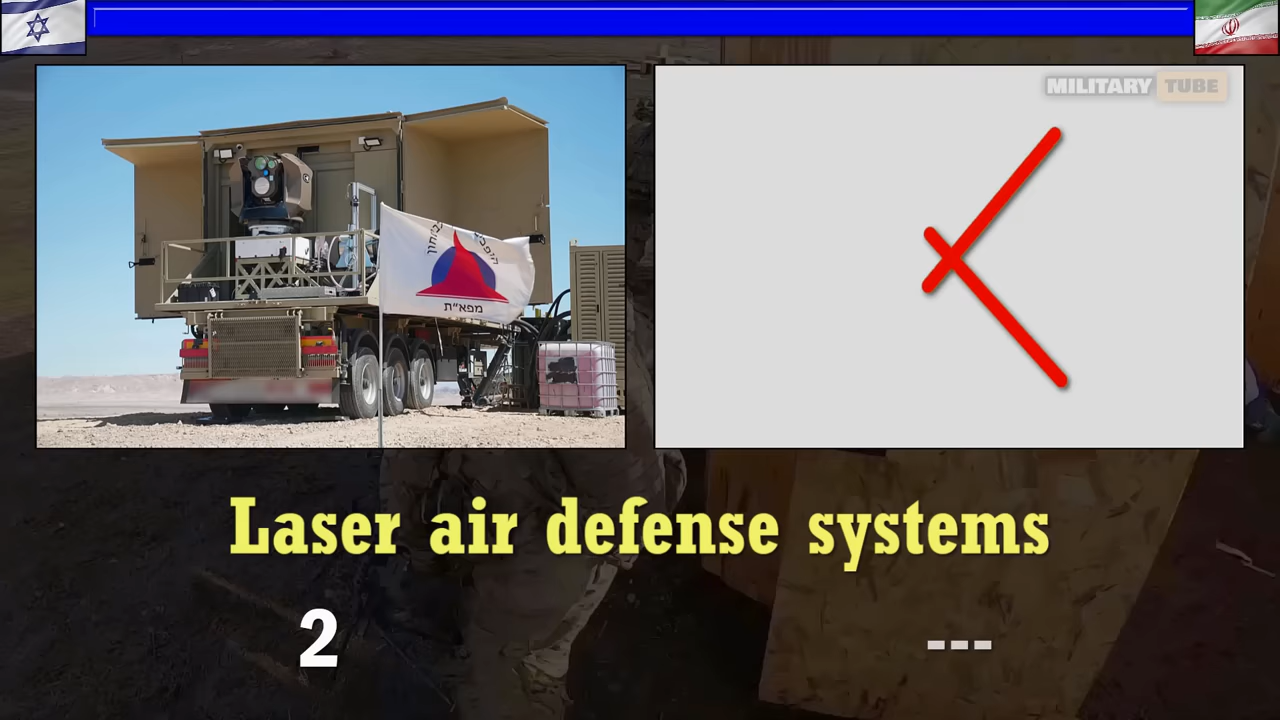 MILITARY TUBE
מפא״ת
Laser air defense systems
2
---